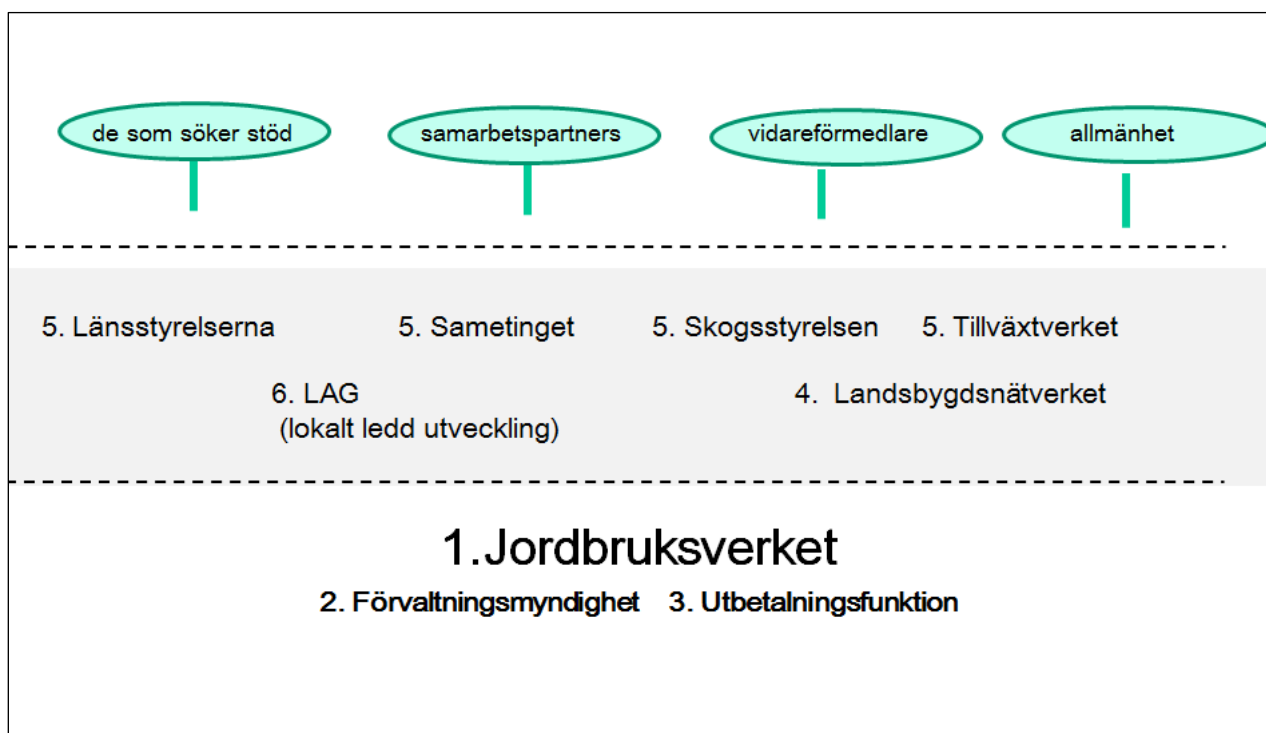 de som söker stöd
samarbetspartners
vidareförmedlare
allmänhet
5. Länsstyrelserna
5. Sametinget
5. Skogsstyrelsen
5. Tillväxtverket
6. LAG
(lokalt ledd utveckling)
4. Landsbygdsnätverket
1.Jordbruksverket
2. Förvaltningsmyndighet
3. Utbetalningsfunktion